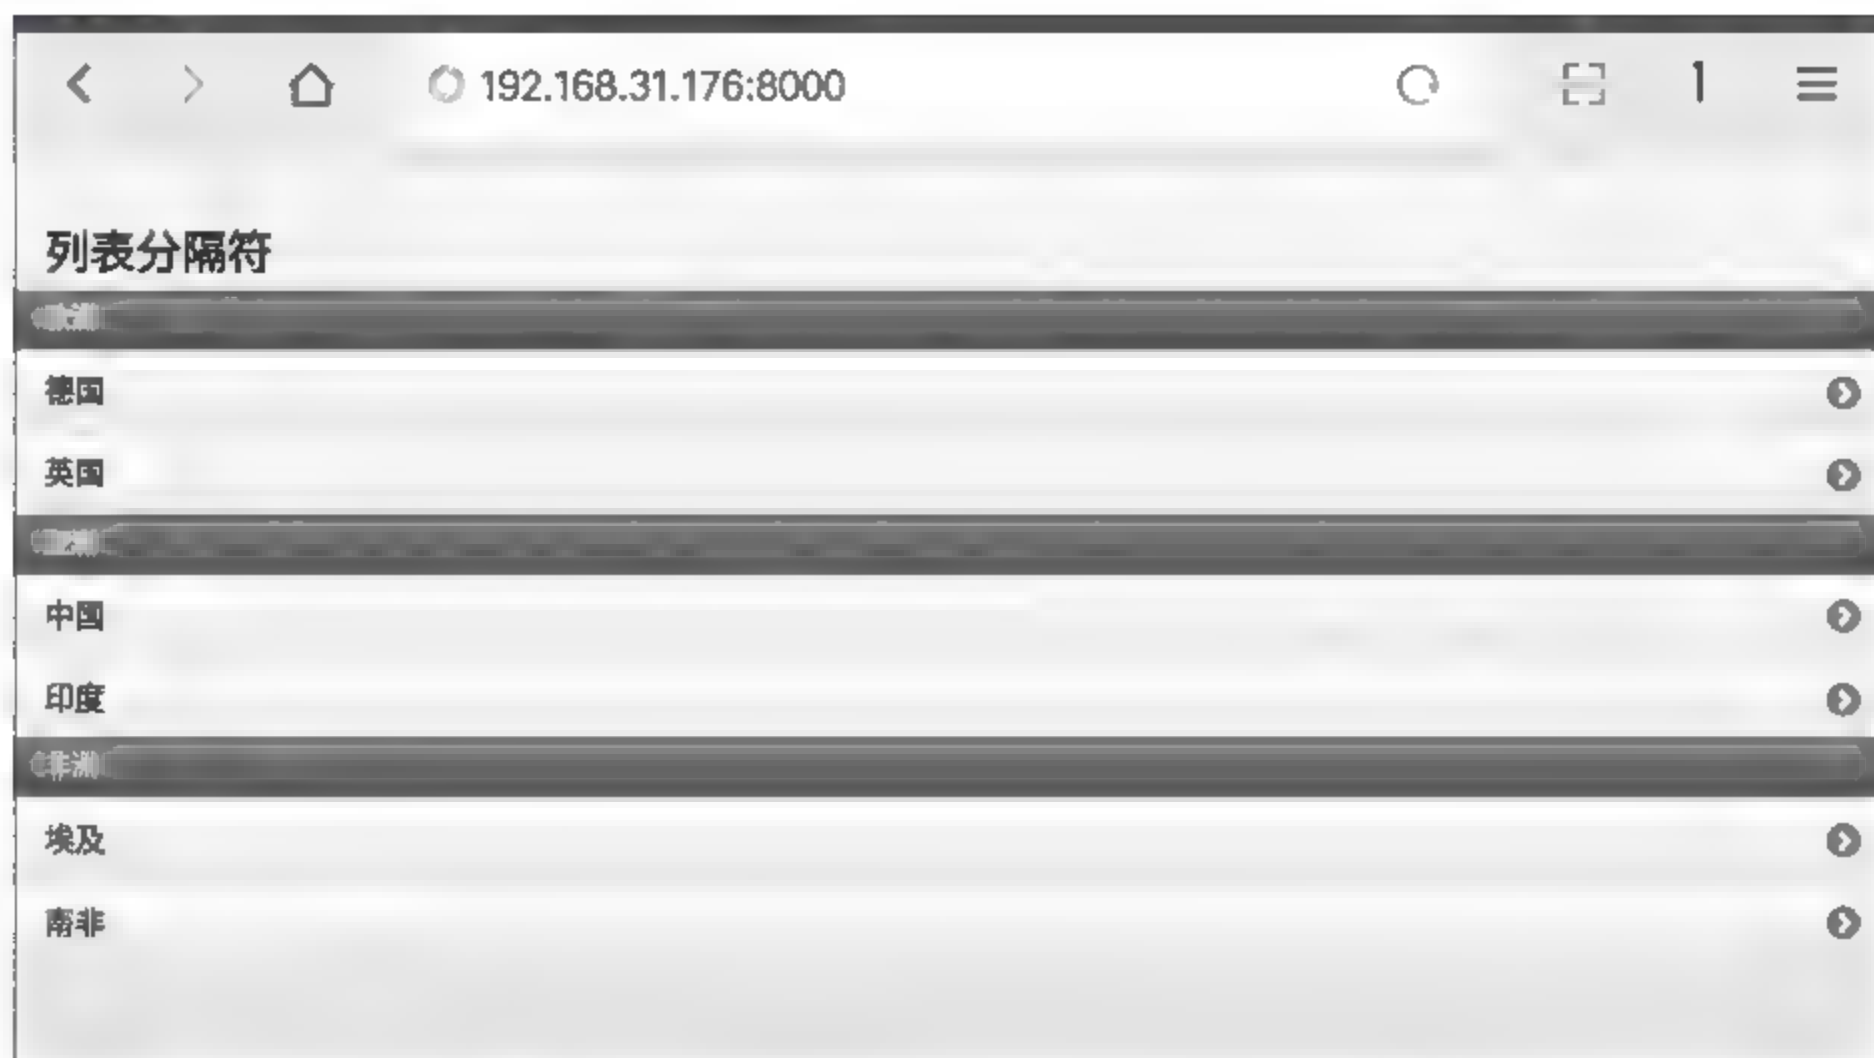 192.168.31.176:8000
1
列表分隔符
德国
英国
中国
印度
非洲
埃及
南非